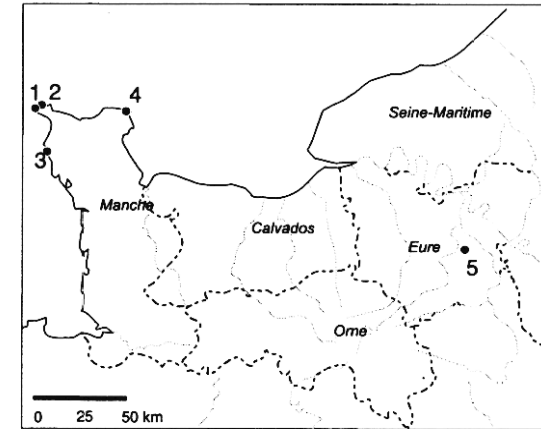 1 2
4
Seine-Maritime
3
Manche
Calvados
Eure
5
Orne
0 25 50 km